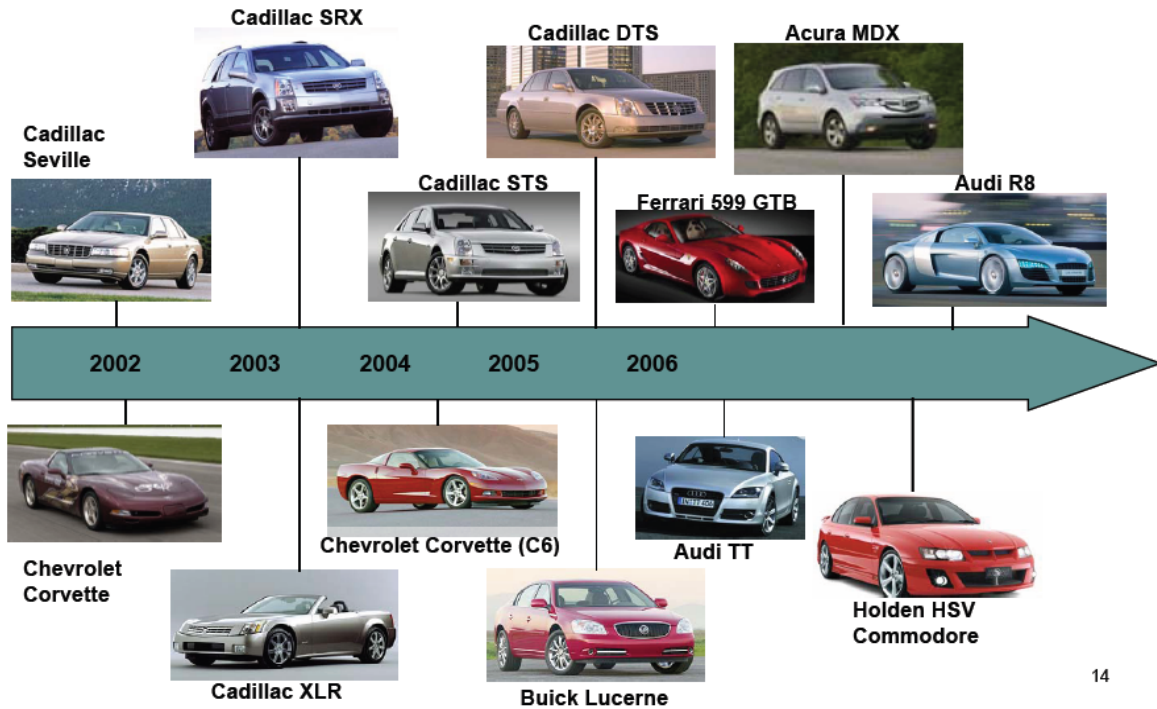 Cadillac SRX
Cadillac DTS
Acura MDX
Cadillac
Seville
Cadillac STS
Ferrari 599 GTB
Audi R8
2002 2003 2004 2005 2006
Chevrolet
Corvette
Chevrolet Corvette (C6)
Audi TT
Holden HSV
Commodore
Cadillac XLR
Buick Lucerne
14